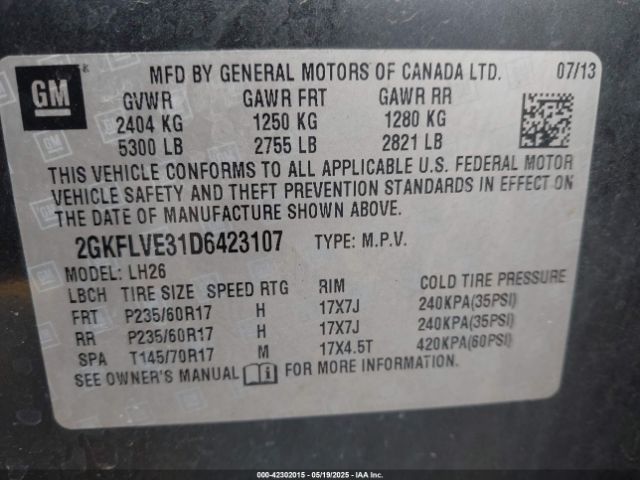 GM ®
MFD BY GENERAL MOTORS OF CANADA LTD. 07/13
GVWR GAWR FRT GAWR RR
2404 KG 1250 KG 1280 KG
5300 LB 2755 LB 2821 LB
THIS VEHICLE CONFORMS TO ALL APPLICABLE U.S. FEDERAL MOTOR
VEHICLE SAFETY AND THEFT PREVENTION STANDARDS IN EFFECT ON
THE DATE OF MANUFACTURE SHOWN ABOVE.
2GKFLVE31D6423107 TYPE: M.P.V.
MODEL: LH26
LBCH TIRE SIZE SPEED RTG RIM COLD TIRE PRESSURE
FRT P235/60R17 H 17X7J 240KPA(35PSI)
RR P235/60R17 H 17X7J 240KPA(35PSI)
SPA T145/70R17 M 17X4.5T 420KPA(60PSI)
SEE OWNER'S MANUAL FOR MORE INFORMATION.
000-42302015 - 05/19/2025 - IAA Inc.